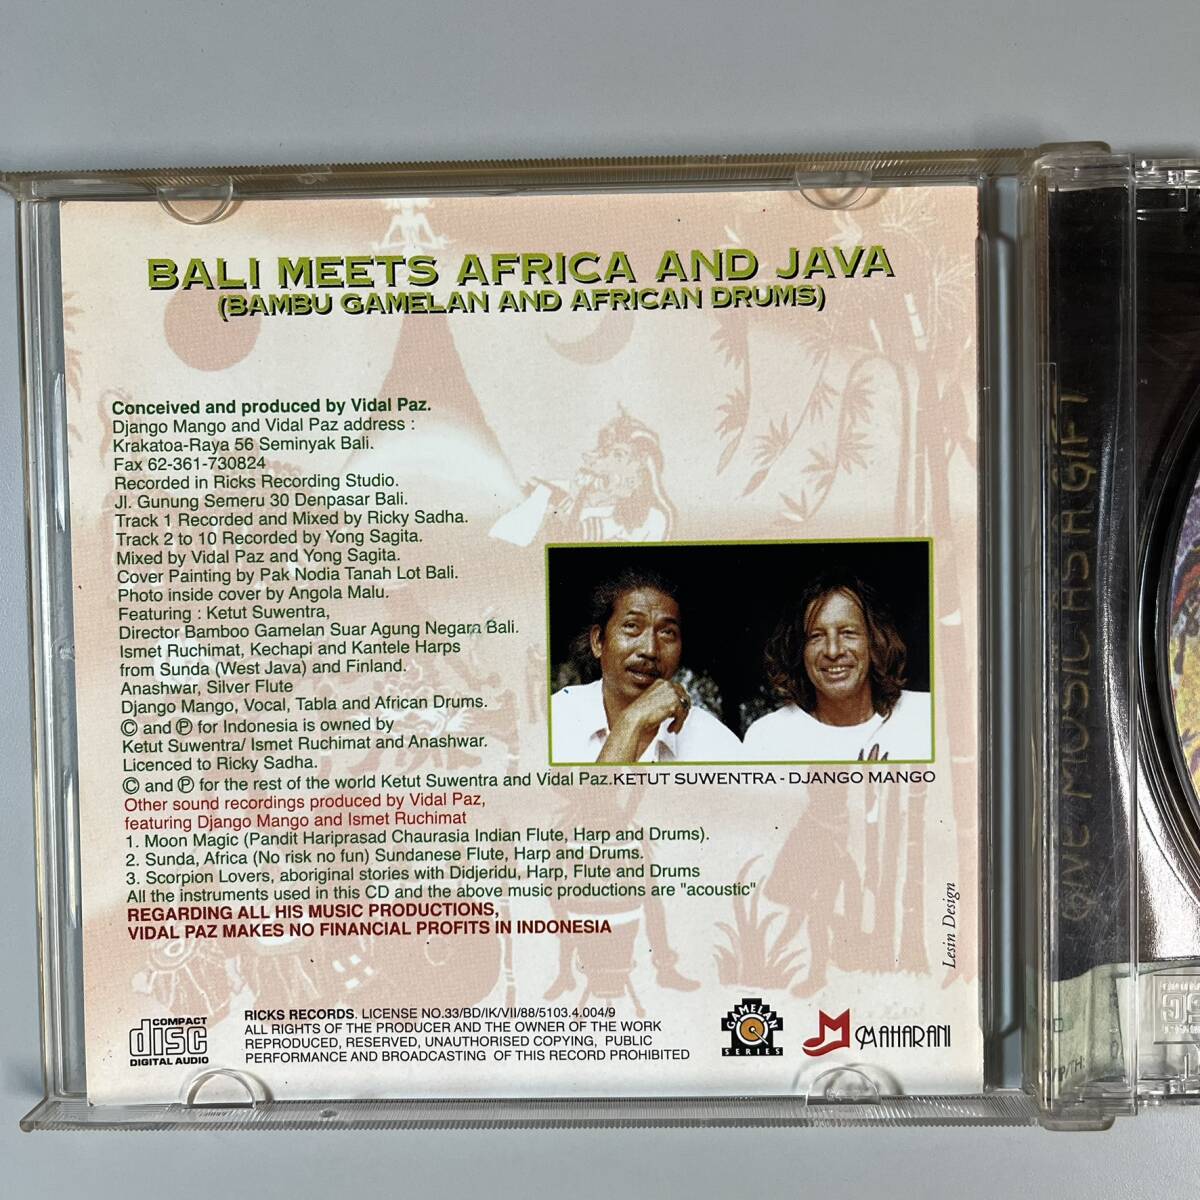 BALI MEETS AFRICA AND JAVA
(BAMBU GAMELAN AND AFRICAN DRUMS)
Conceived and produced by Vidal Paz.
Django Mango and Vidal Paz address :
Krakatoa-Raya 56 Seminyak Bali.
Fax 62-361-730824
Recorded in Ricks Recording Studio.
Jl. Gunung Semeru 30 Denpasar Bali.
Track 1 Recorded and Mixed by Ricky Sadha.
Track 2 to 10 Recorded by Yong Sagita.
Mixed by Vidal Paz and Yong Sagita.
Cover Painting by Pak Nodia Tanah Lot Bali.
Photo inside cover by Angola Malu.
Featuring : Ketut Suwentra,
Director Bamboo Gamelan Suar Agung Negara Bali.
Ismet Ruchimat, Kechapi and Kantele Harps
from Sunda (West Java) and Finland.
Anashwar, Silver Flute
Django Mango, Vocal, Tabla and African Drums.
© and ℗ for Indonesia is owned by
Ketut Suwentra/ Ismet Ruchimat and Anashwar.
Licenced to Ricky Sadha.
© and ℗ for the rest of the world Ketut Suwentra and Vidal Paz.
KETUT SUWENTRA - DJANGO MANGO
Other sound recordings produced by Vidal Paz,
featuring Django Mango and Ismet Ruchimat
1. Moon Magic (Pandit Hariprasad Chaurasia Indian Flute, Harp and Drums).
2. Sunda, Africa (No risk no fun) Sundanese Flute, Harp and Drums.
3. Scorpion Lovers, aboriginal stories with Didjeridu, Harp, Flute and Drums
All the instruments used in this CD and the above music productions are "acoustic"
REGARDING ALL HIS MUSIC PRODUCTIONS,
VIDAL PAZ MAKES NO FINANCIAL PROFITS IN INDONESIA
Lesin Design
COMPACT
disc
DIGITAL AUDIO
RICKS RECORDS. LICENSE NO.33/BD/IK/VII/88/5103.4.004/9
ALL RIGHTS OF THE PRODUCER AND THE OWNER OF THE WORK
REPRODUCED, RESERVED, UNAUTHORISED COPYING, PUBLIC
PERFORMANCE AND BROADCASTING OF THIS RECORD PROHIBITED
GAMELAN
SERIES
MAHARANI
ONE MUSIC AS A GIFT